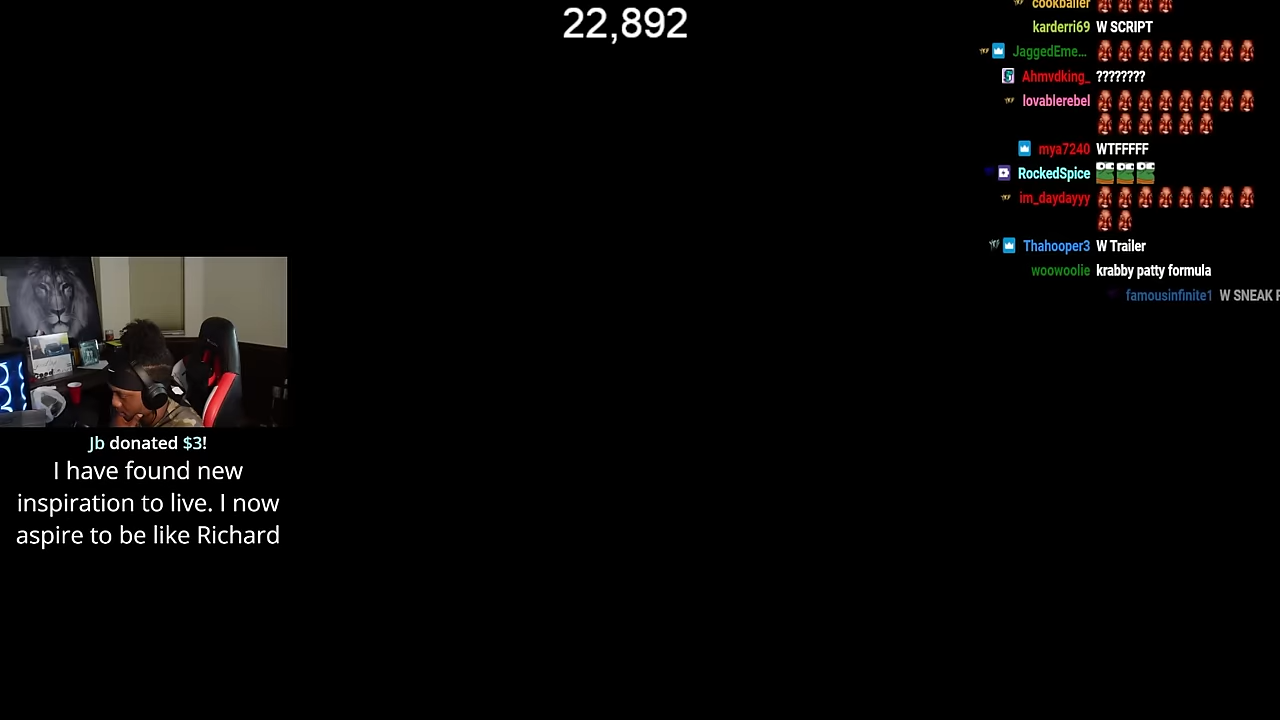 22,892
cookballer
karderri69 W SCRIPT
JaggedEme...
Ahmvdking_ ????????
lovablerebel
mya7240 WTFFFFF
RockedSpice
im_daydayyy
Thahooper3 W Trailer
woowoolie krabby patty formula
famousinfinite1 W SNEAK
Jb donated $3!
I have found new
inspiration to live. I now
aspire to be like Richard